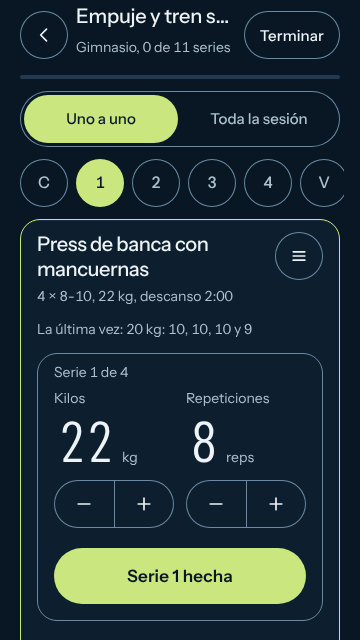 Empuje y tren s...
Gimnasio, 0 de 11 series
Terminar
Uno a uno
Toda la sesión
C 1 2 3 4 V
Press de banca con
mancuernas
4 × 8-10, 22 kg, descanso 2:00
La última vez: 20 kg: 10, 10, 10 y 9
Serie 1 de 4
Kilos
Repeticiones
22 kg
8 reps
− +
− +
Serie 1 hecha